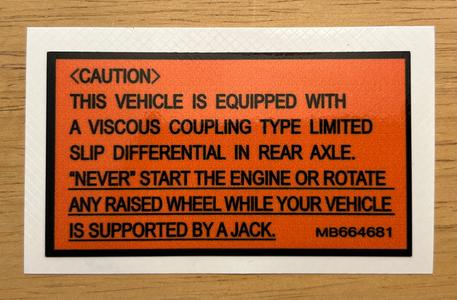 <CAUTION>
THIS VEHICLE IS EQUIPPED WITH
A VISCOUS COUPLING TYPE LIMITED
SLIP DIFFERENTIAL IN REAR AXLE.
"NEVER" START THE ENGINE OR ROTATE
ANY RAISED WHEEL WHILE YOUR VEHICLE
IS SUPPORTED BY A JACK. MB664681